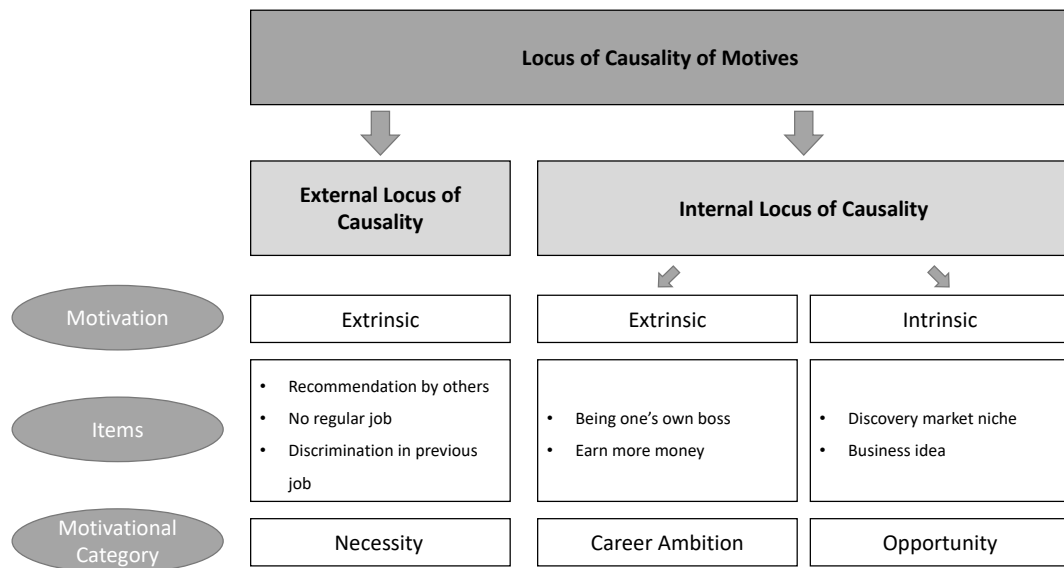 Locus of Causality of Motives
External Locus of
Causality
Internal Locus of Causality
Motivation
Extrinsic
Extrinsic
Intrinsic
Items
• Recommendation by others
• No regular job
• Discrimination in previous
job
• Being one’s own boss
• Earn more money
• Discovery market niche
• Business idea
Motivational
Category
Necessity
Career Ambition
Opportunity